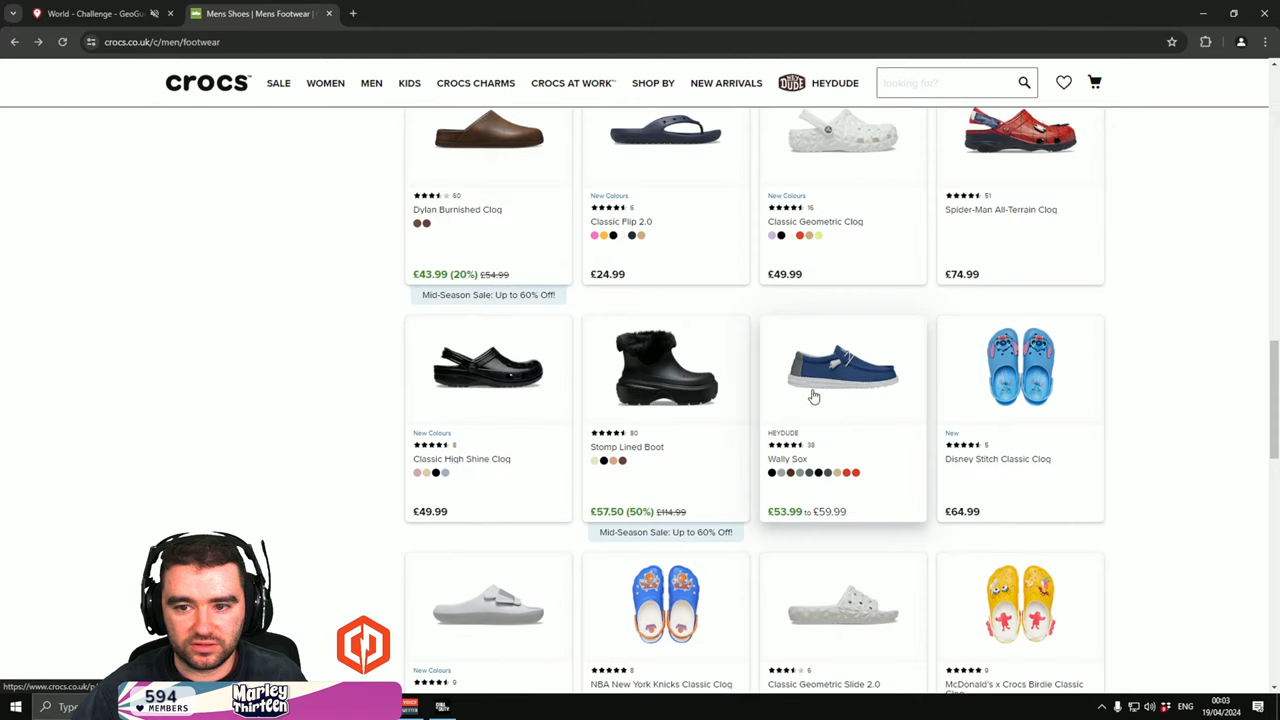 World - Challenge - GeoGu
Mens Shoes | Mens Footwear |
crocs.co.uk/c/men/footwear
crocs™ SALE WOMEN MEN KIDS CROCS CHARMS CROCS AT WORK™ SHOP BY NEW ARRIVALS HEY DUDE HEYDUDE looking for?
60
Dylan Burnished Clog
£43.99 (20%) £54.99
Mid-Season Sale: Up to 60% Off!
New Colours
6
Classic Flip 2.0
£24.99
New Colours
16
Classic Geometric Clog
£49.99
51
Spider-Man All-Terrain Clog
£74.99
New Colours
8
Classic High Shine Clog
£49.99
80
Stomp Lined Boot
£57.50 (50%) £114.99
Mid-Season Sale: Up to 60% Off!
HEYDUDE
38
Wally Sox
£53.99 to £59.99
New
5
Disney Stitch Classic Clog
£64.99
New Colours
9
8
NBA New York Knicks Classic Clog
6
Classic Geometric Slide 2.0
9
McDonald's x Crocs Birdie Classic
https://www.crocs.co.uk/p
594
MEMBERS
Marley
Thirteen
Typ
00:03
19/04/2024